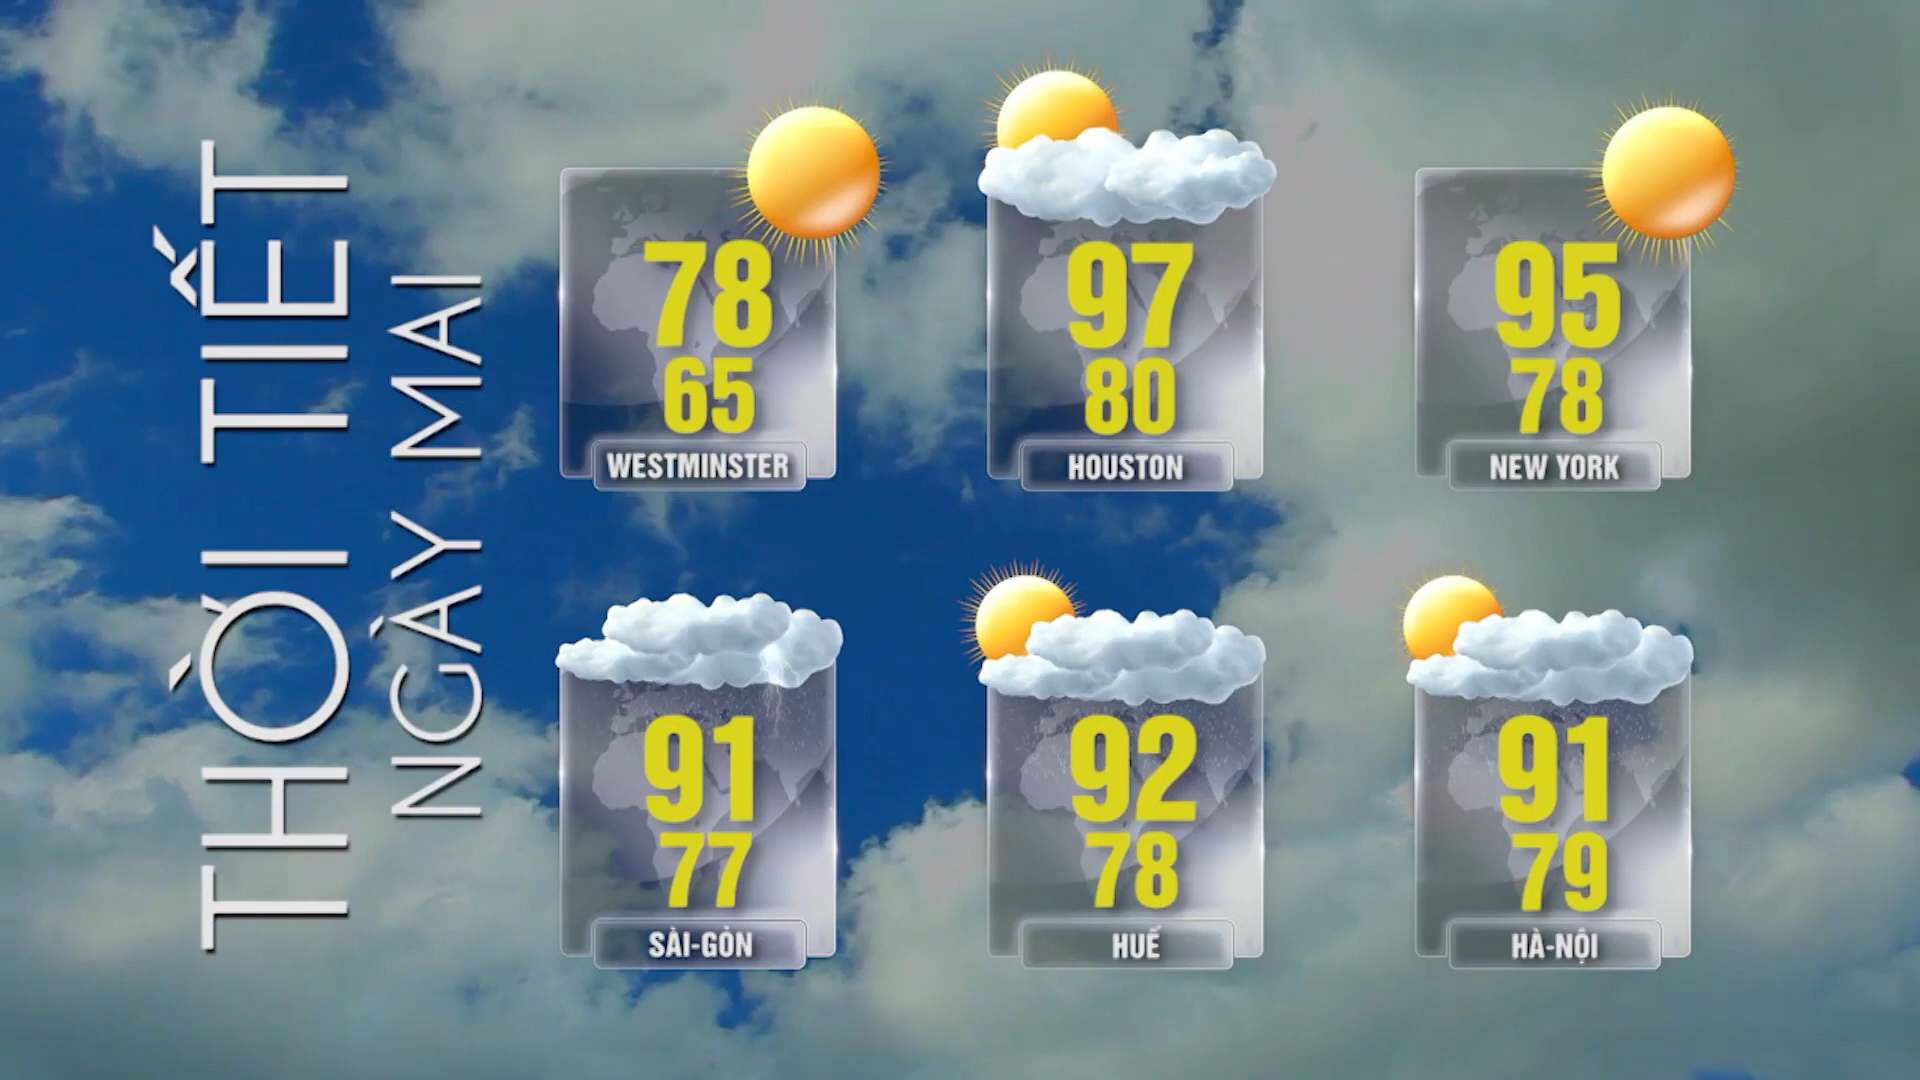 THỜI TIẾT
NGÀY MAI
78
65
WESTMINSTER
97
80
HOUSTON
95
78
NEW YORK
91
77
SÀI-GÒN
92
78
HUẾ
91
79
HÀ-NỘI